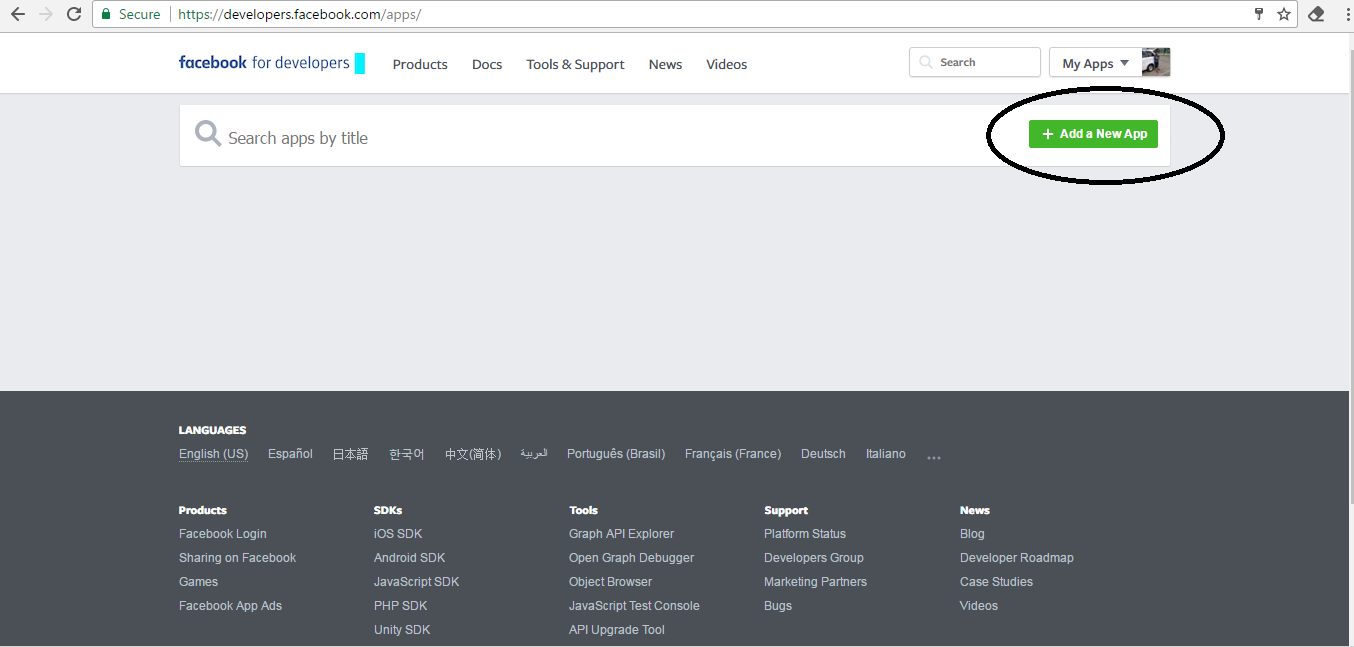 Secure https://developers.facebook.com/apps/
facebook for developers Products Docs Tools & Support News Videos Search My Apps
Search apps by title + Add a New App
LANGUAGES
English (US) Español 日本語 한국어 中文(简体) العربية Português (Brasil) Français (France) Deutsch Italiano ...
Products SDKs Tools Support News
Facebook Login iOS SDK Graph API Explorer Platform Status Blog
Sharing on Facebook Android SDK Open Graph Debugger Developers Group Developer Roadmap
Games JavaScript SDK Object Browser Marketing Partners Case Studies
Facebook App Ads PHP SDK JavaScript Test Console Bugs Videos
Unity SDK API Upgrade Tool